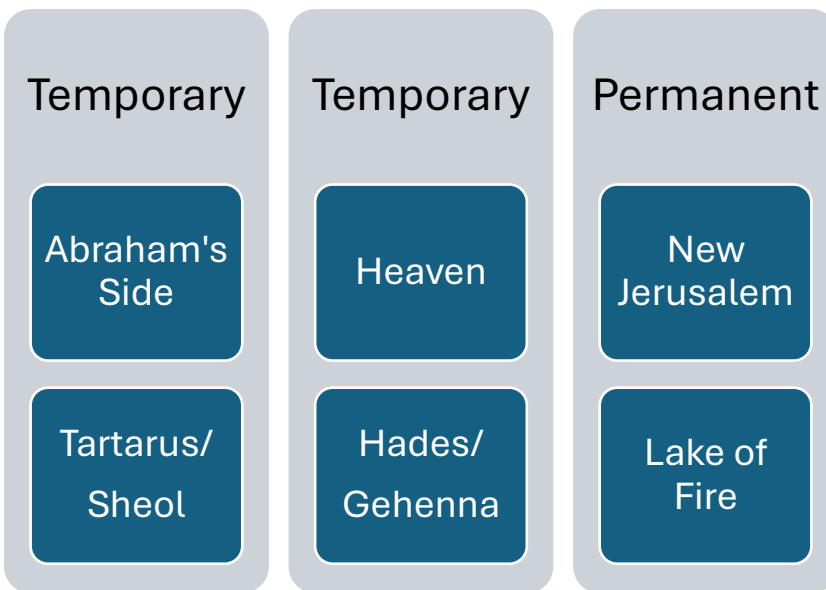 Temporary
Abraham's
Side
Tartarus/
Sheol
Temporary
Heaven
Hades/
Gehenna
Permanent
New
Jerusalem
Lake of
Fire